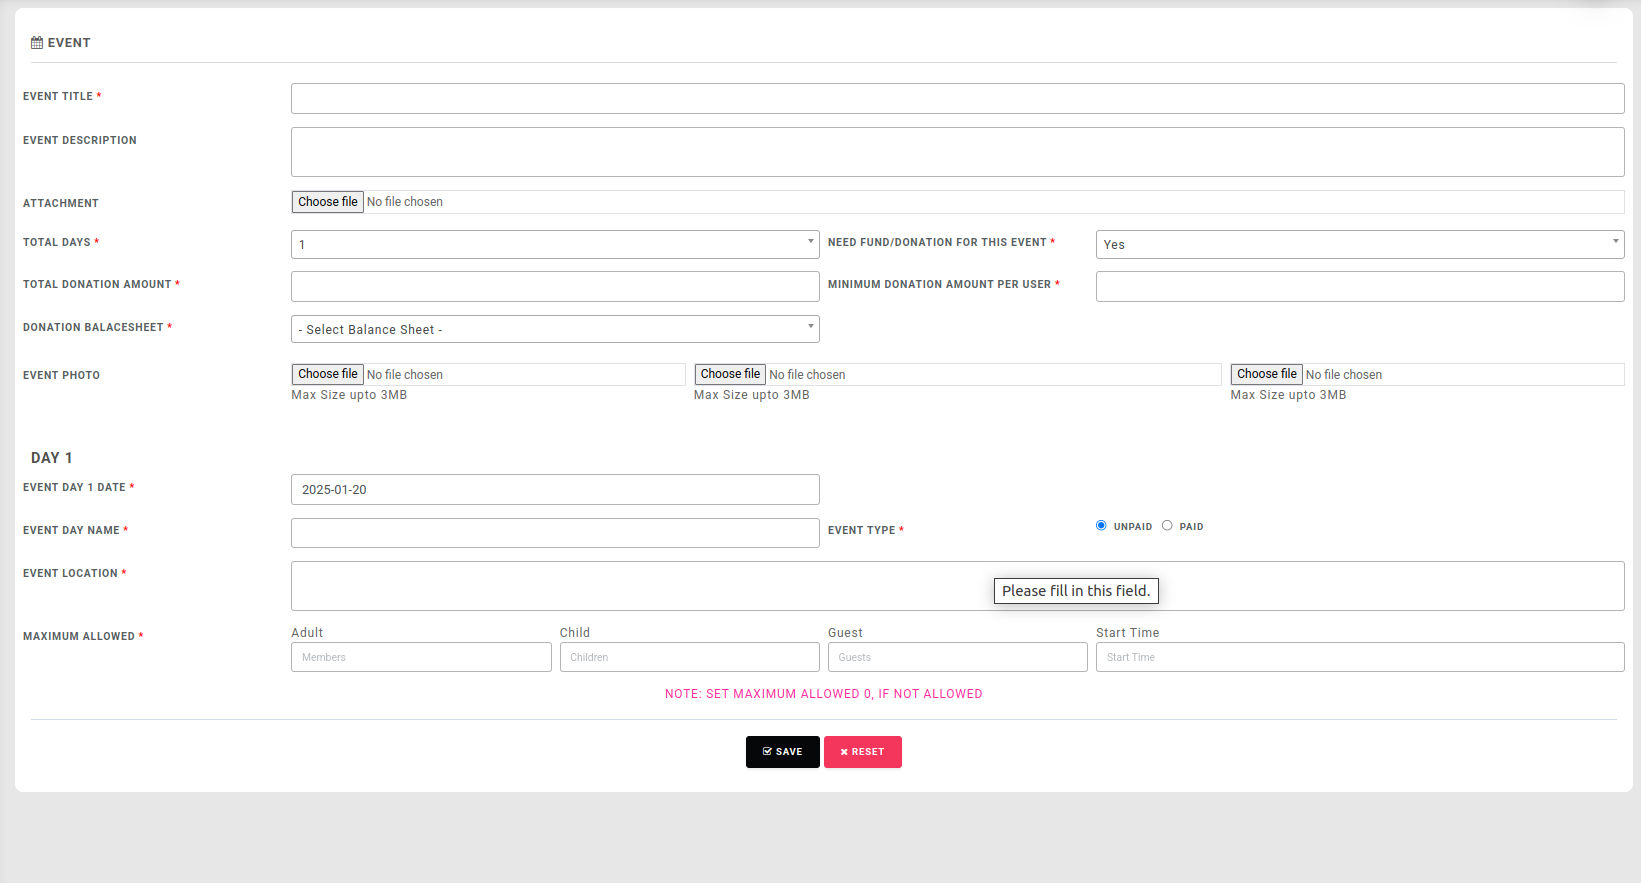 EVENT
EVENT TITLE *
EVENT DESCRIPTION
ATTACHMENT Choose file No file chosen
TOTAL DAYS * 1 NEED FUND/DONATION FOR THIS EVENT * Yes
TOTAL DONATION AMOUNT * MINIMUM DONATION AMOUNT PER USER *
DONATION BALACESHEET * - Select Balance Sheet -
EVENT PHOTO Choose file No file chosen Choose file No file chosen Choose file No file chosen
Max Size upto 3MB Max Size upto 3MB Max Size upto 3MB
DAY 1
EVENT DAY 1 DATE * 2025-01-20
EVENT DAY NAME * EVENT TYPE * UNPAID PAID
EVENT LOCATION *
Please fill in this field.
MAXIMUM ALLOWED * Adult Child Guest Start Time
Members Children Guests Start Time
NOTE: SET MAXIMUM ALLOWED 0, IF NOT ALLOWED
SAVE RESET